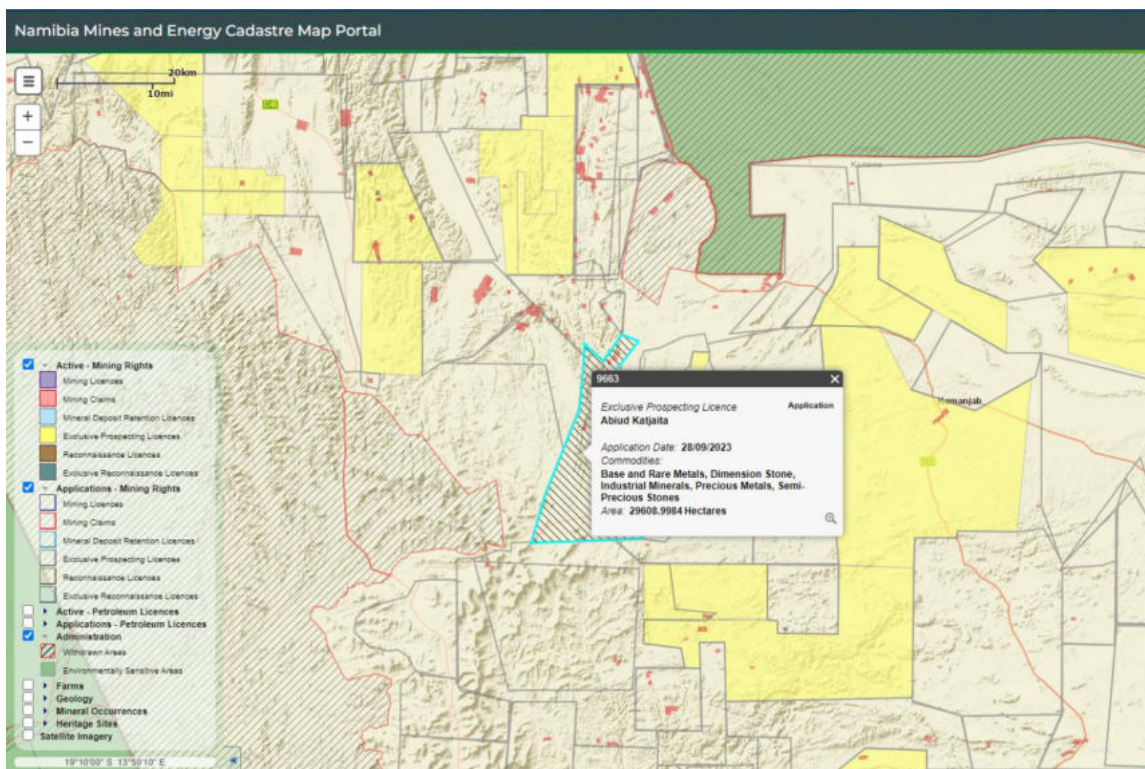 Namibia Mines and Energy Cadastre Map Portal
20km
10mi
+
−
Kunene
Kamanjab
9663
Exclusive Prospecting Licence Application
Abiud Katjaita
Application Date: 28/09/2023
Commodities:
Base and Rare Metals, Dimension Stone,
Industrial Minerals, Precious Metals, Semi-
Precious Stones
Area: 29608.9984 Hectares
Active - Mining Rights
Mining Licences
Mining Claims
Mineral Deposit Retention Licences
Exclusive Prospecting Licences
Reconnaissance Licences
Exclusive Reconnaissance Licences
Applications - Mining Rights
Mining Licences
Mining Claims
Mineral Deposit Retention Licences
Exclusive Prospecting Licences
Reconnaissance Licences
Exclusive Reconnaissance Licences
Active - Petroleum Licences
Applications - Petroleum Licences
Administration
Withdrawn Areas
Environmentally Sensitive Areas
Farms
Geology
Mineral Occurrences
Heritage Sites
Satellite Imagery
19°10'00" S 13°50'10" E